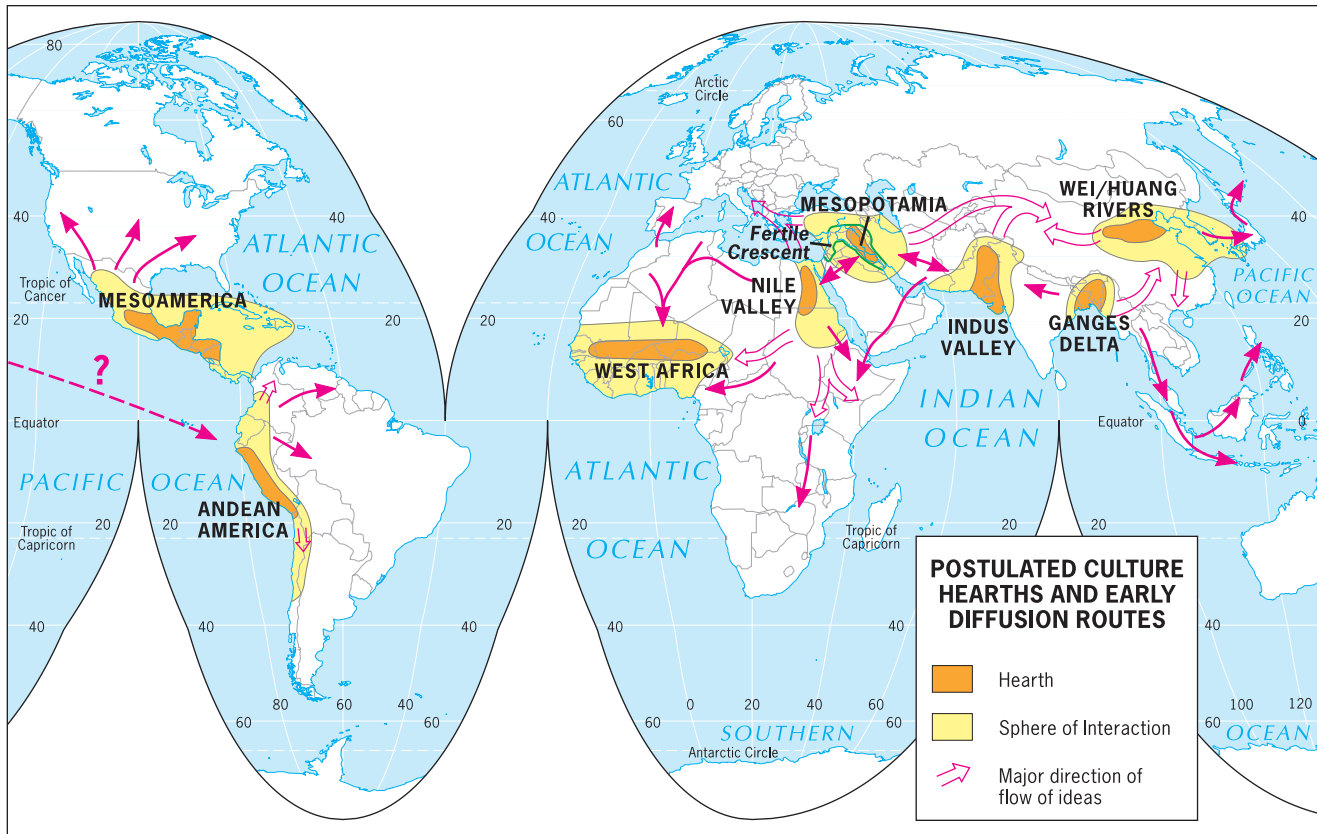 80
Arctic
Circle
60
ATLANTIC
OCEAN
WEI/HUANG
RIVERS
MESOPOTAMIA
40
40
ATLANTIC
OCEAN
40
40
Fertile
Crescent
PACIFIC
OCEAN
Tropic of
Cancer
MESOAMERICA
NILE
VALLEY
20
20
20
INDUS
VALLEY
GANGES
DELTA
20
WEST AFRICA
?
INDIAN
OCEAN
Equator
Equator
0
PACIFIC
OCEAN
ATLANTIC
OCEAN
ANDEAN
AMERICA
Tropic of
Capricorn
20
20
20
20
Tropic of
Capricorn
20
20
POSTULATED CULTURE
HEARTHS AND EARLY
DIFFUSION ROUTES
40
40
40
40
40
Hearth
Sphere of Interaction
Major direction of
flow of ideas
60
80
60
40
60
60
0
20
40
60
60
100
120
60
SOUTHERN
OCEAN
Antarctic Circle